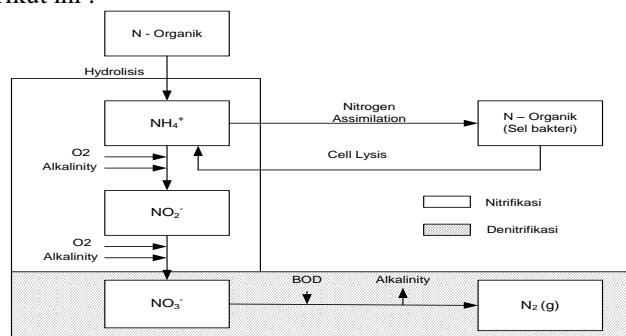 N - Organik
Hydrolisis
NH₄⁺
Nitrogen
Assimilation
N – Organik
(Sel bakteri)
O2
Alkalinity
Cell Lysis
NO₂⁻
Nitrifikasi
Denitrifikasi
O2
Alkalinity
BOD
Alkalinity
NO₃⁻
N₂ (g)